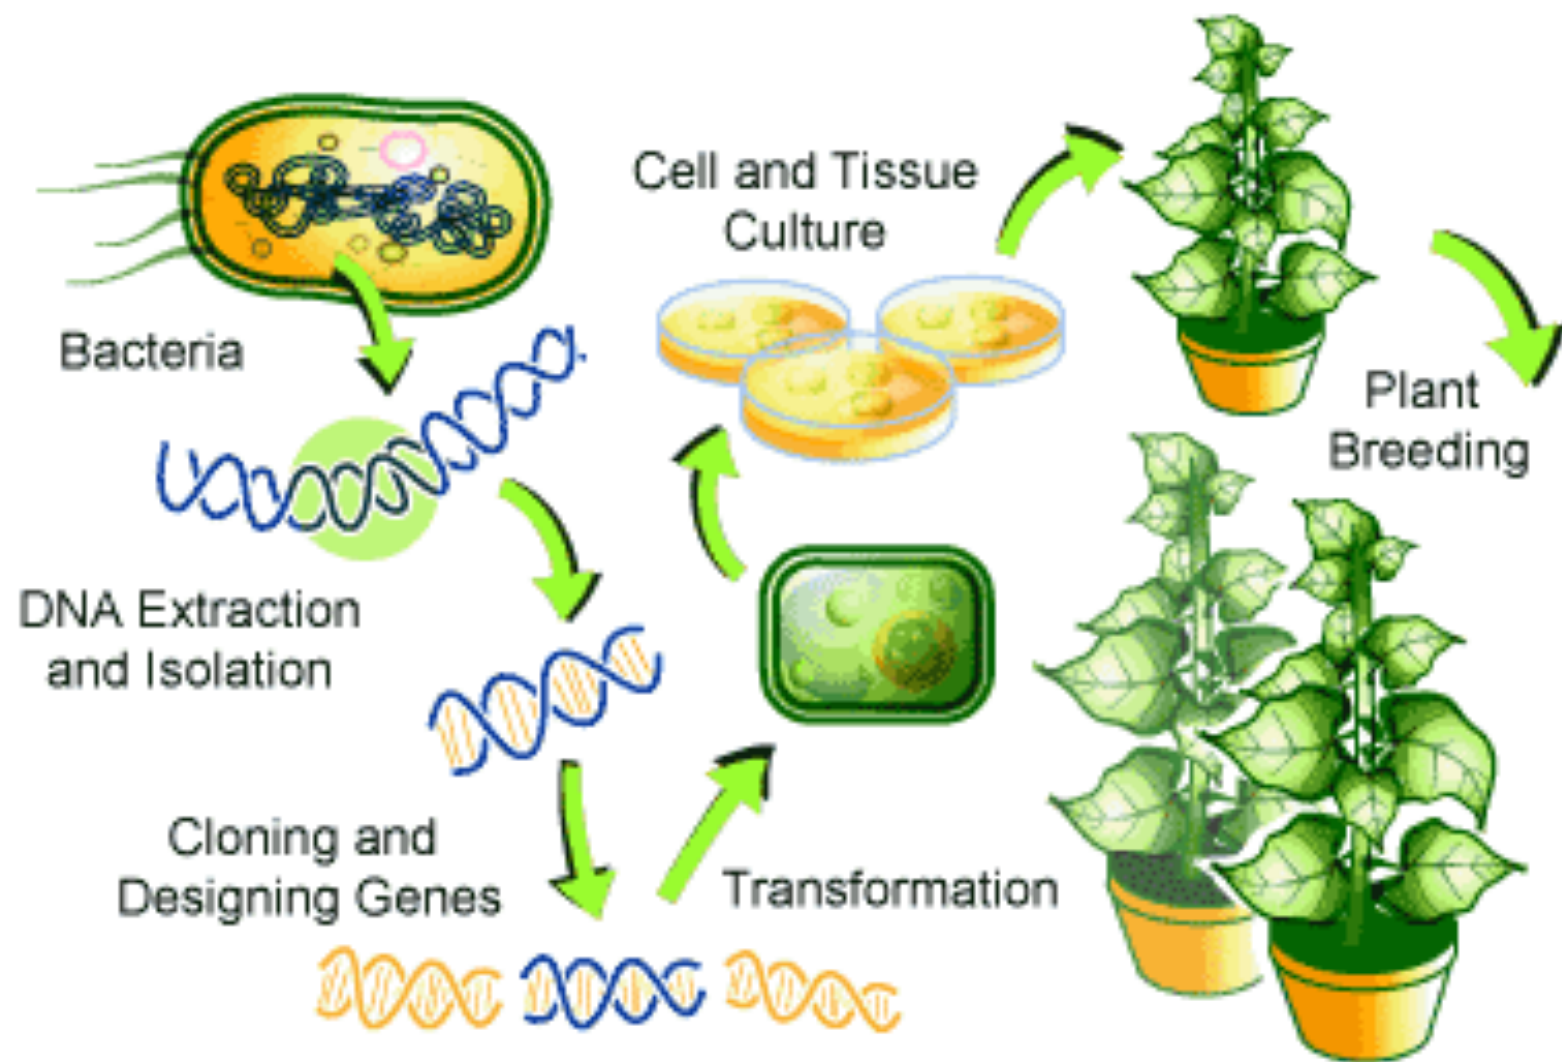 Bacteria
DNA Extraction
and Isolation
Cloning and
Designing Genes
Transformation
Cell and Tissue
Culture
Plant
Breeding